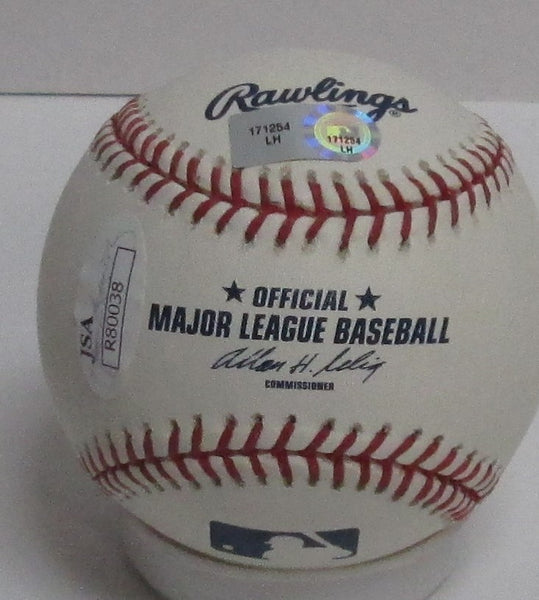 Rawlings®
171254
LH
171254
LH
JSA
R80038
★ OFFICIAL ★
MAJOR LEAGUE BASEBALL
Allan H. Selig
COMMISSIONER